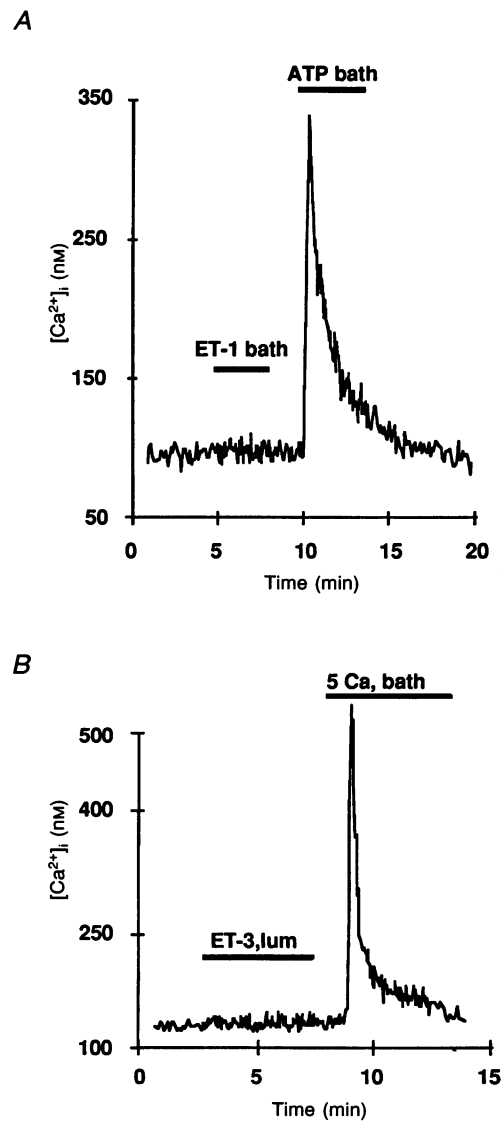 A
ATP bath
350
250
150
50
[Ca²⁺]ᵢ (nM)
ET-1 bath
0 5 10 15 20
Time (min)
B
5 Ca, bath
500
400
250
100
[Ca²⁺]ᵢ (nM)
ET-3,lum
0 5 10 15
Time (min)